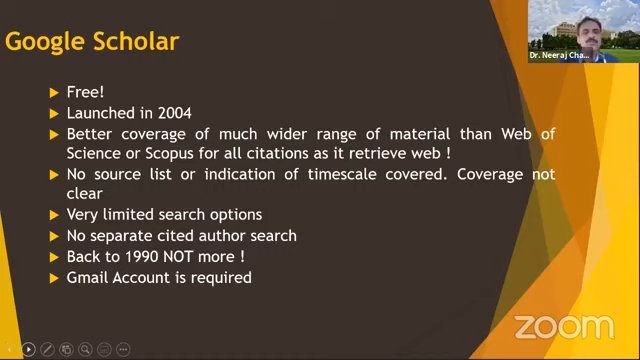 Google Scholar
Dr. Neeraj Cha...
Free!
Launched in 2004
Better coverage of much wider range of material than Web of
Science or Scopus for all citations as it retrieve web !
No source list or indication of timescale covered. Coverage not
clear
Very limited search options
No separate cited author search
Back to 1990 NOT more !
Gmail Account is required
zoom